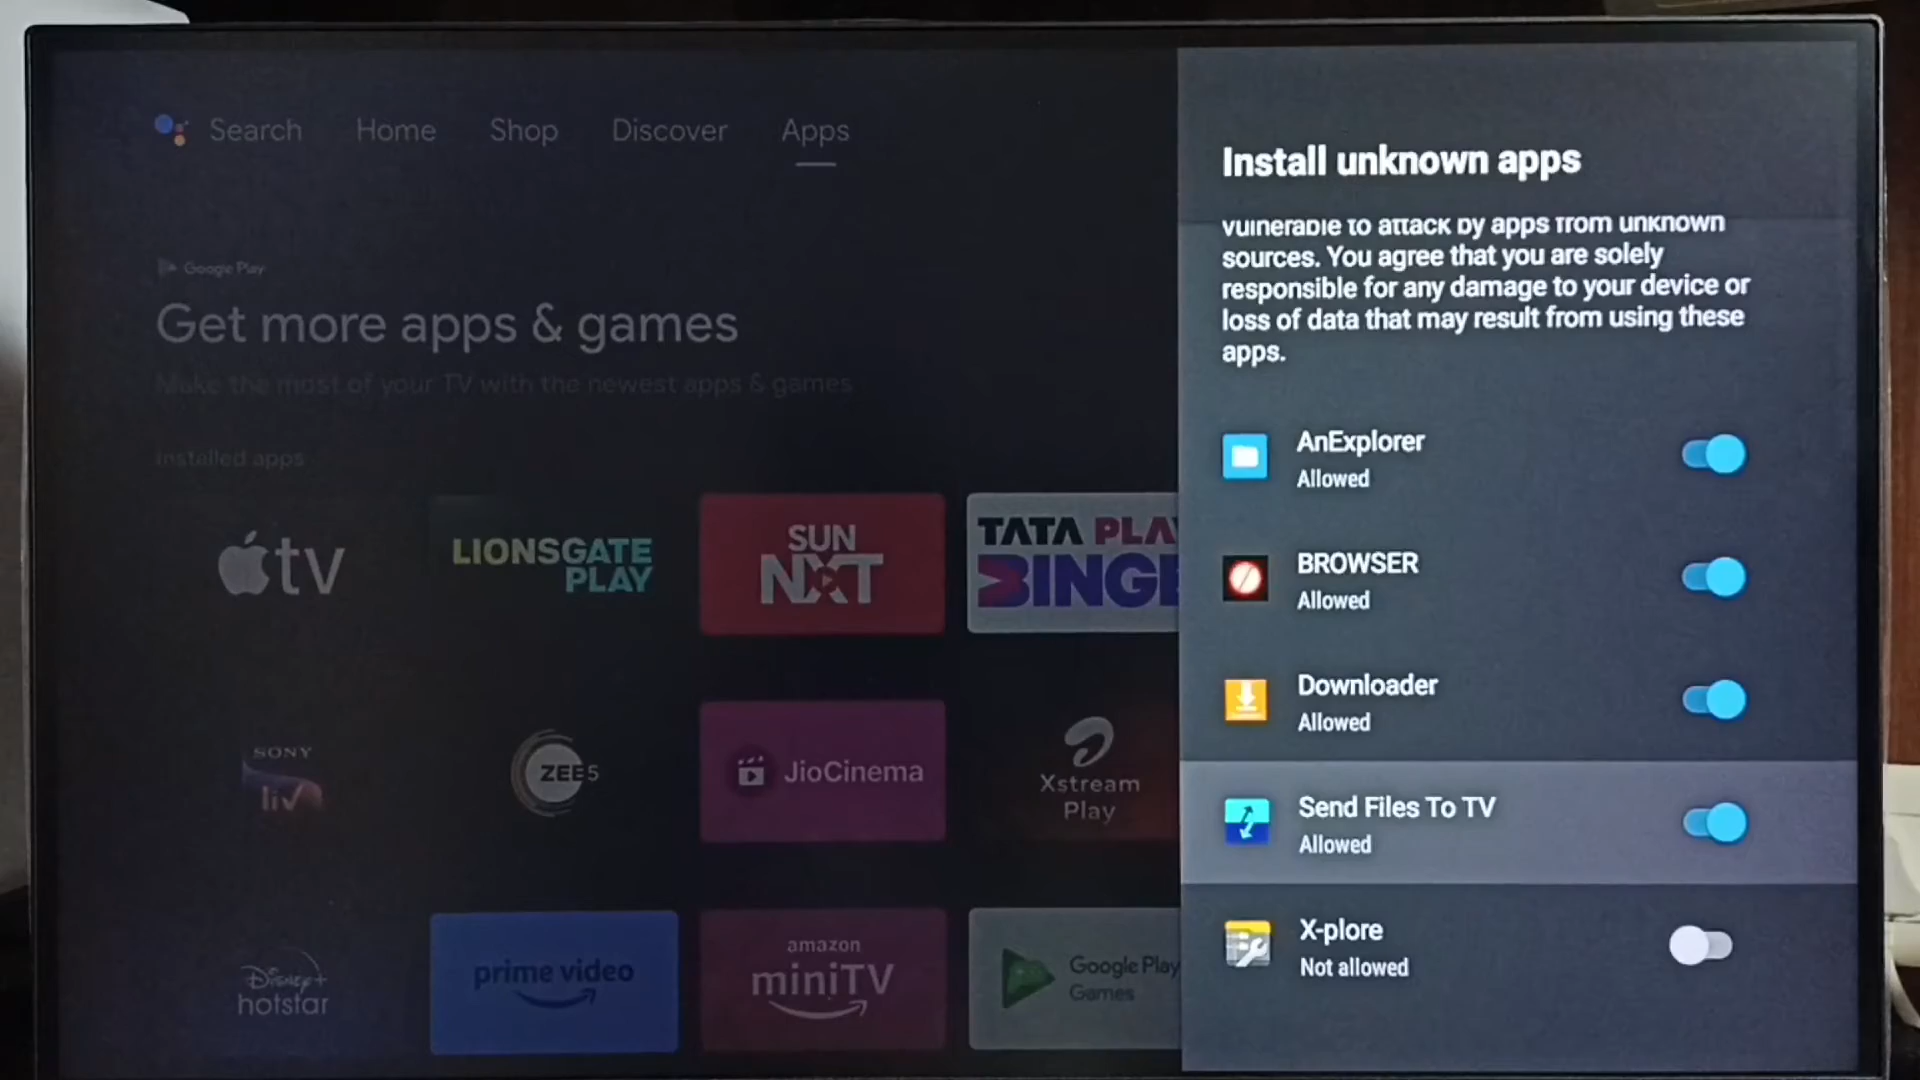 Search Home Shop Discover Apps
Google Play
Get more apps & games
Make the most of your TV with the newest apps & games
Installed apps
tv
LIONSGATE
PLAY
SUN
NXT
TATA PLAY
BINGE
SONY
liv
ZEE5
JioCinema
Xstream
Play
Disney+
hotstar
prime video
amazon
miniTV
Google Play
Games
Install unknown apps
vulnerable to attack by apps from unknown
sources. You agree that you are solely
responsible for any damage to your device or
loss of data that may result from using these
apps.
AnExplorer
Allowed
BROWSER
Allowed
Downloader
Allowed
Send Files To TV
Allowed
X-plore
Not allowed